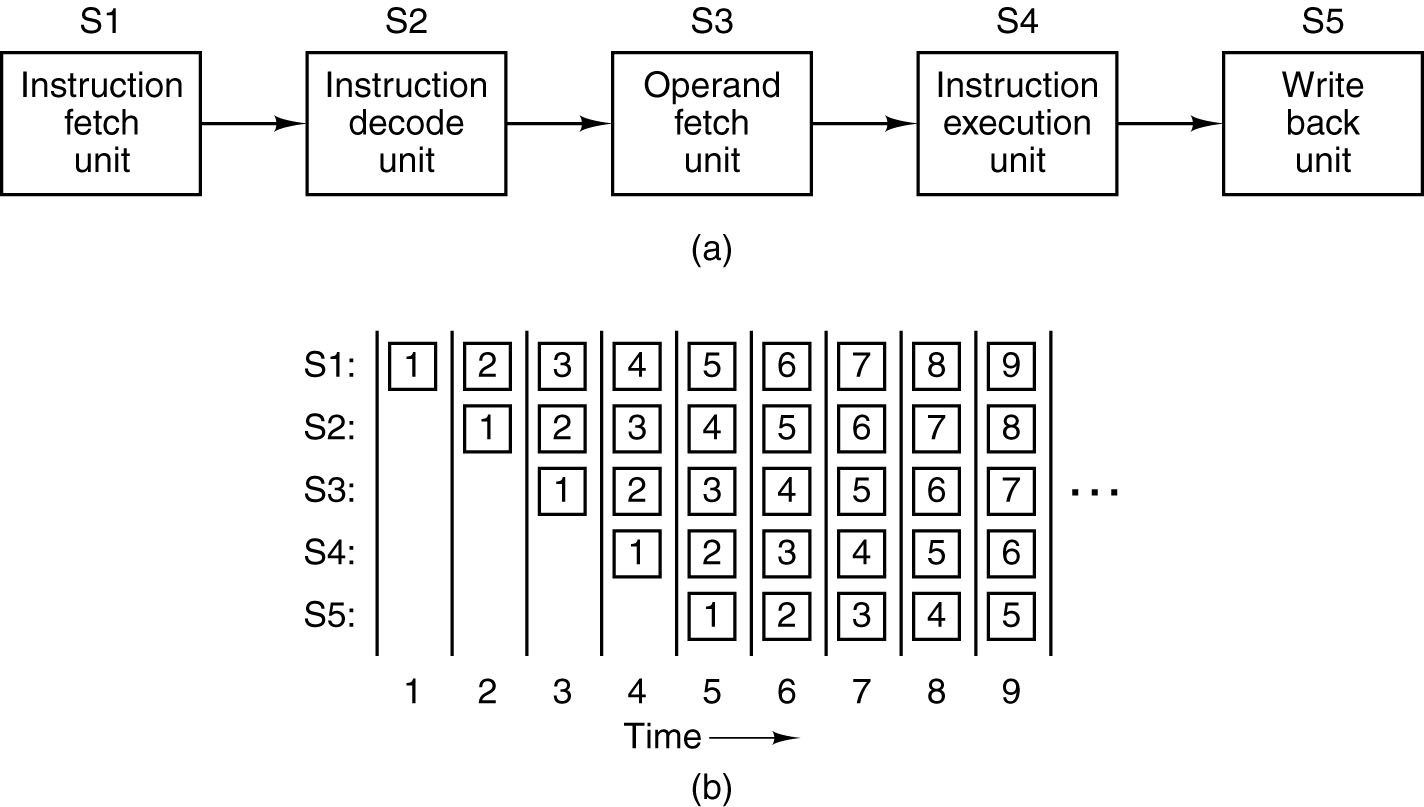 S1 S2 S3 S4 S5
Instruction fetch unit
Instruction decode unit
Operand fetch unit
Instruction execution unit
Write back unit
(a)
S1: 1 2 3 4 5 6 7 8 9
S2: 1 2 3 4 5 6 7 8
S3: 1 2 3 4 5 6 7 ...
S4: 1 2 3 4 5 6
S5: 1 2 3 4 5
1 2 3 4 5 6 7 8 9
Time
(b)